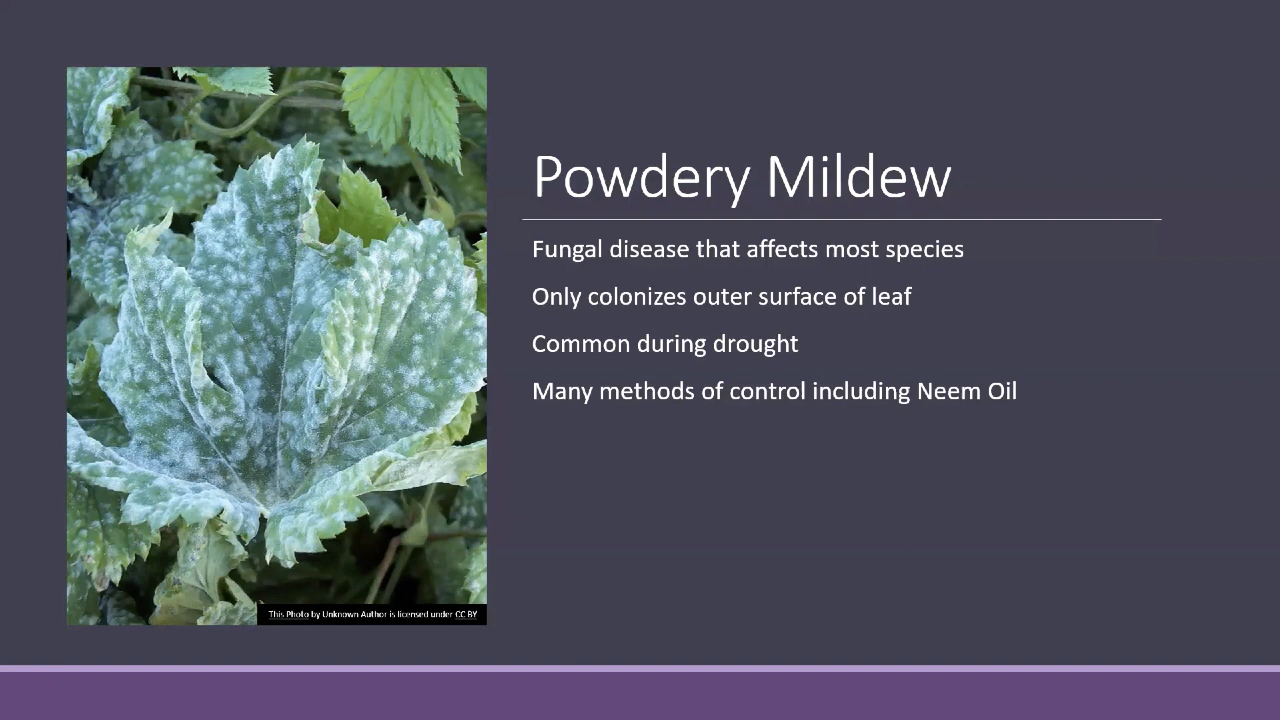 Powdery Mildew
Fungal disease that affects most species
Only colonizes outer surface of leaf
Common during drought
Many methods of control including Neem Oil
This Photo by Unknown Author is licensed under CC BY